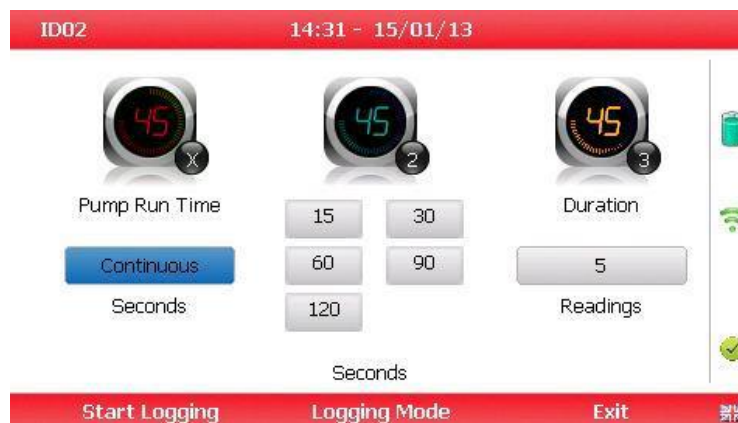 ID02 14:31 - 15/01/13
45 X 45 2 45 3
Pump Run Time
Duration
15 30
Continuous 60 90 5
Seconds 120 Readings
Seconds
Start Logging Logging Mode Exit